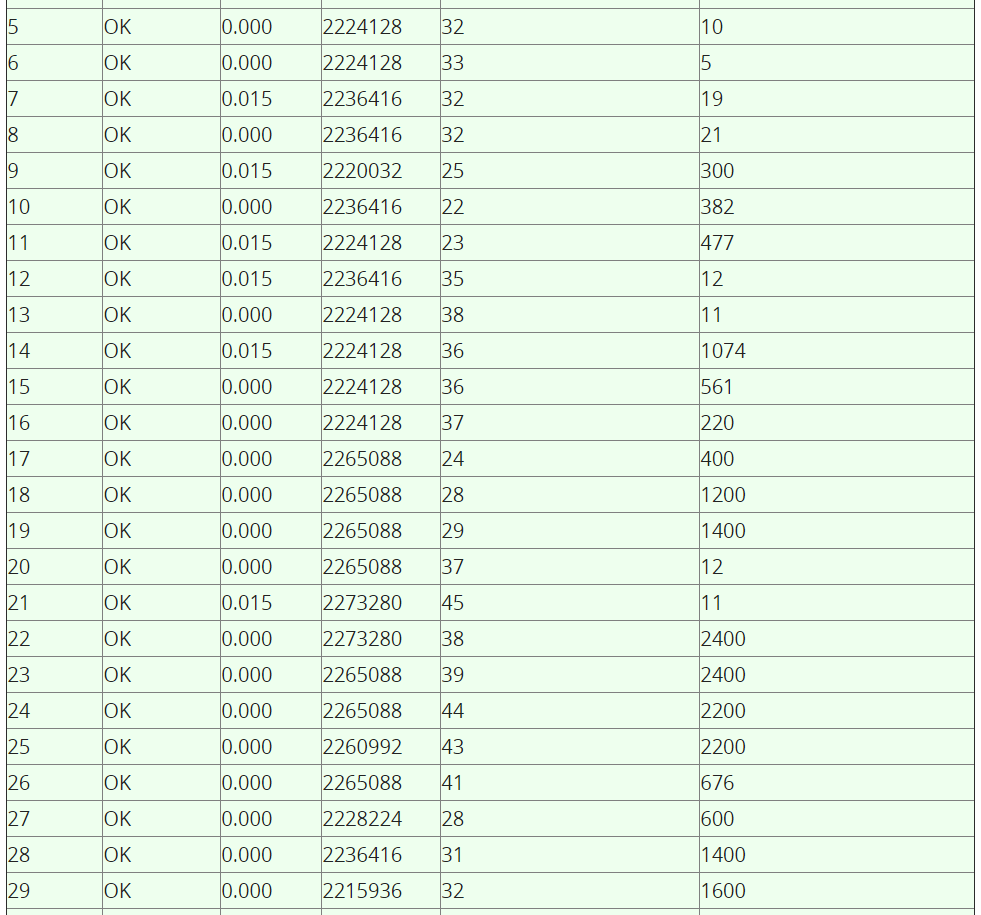 5 OK 0.000 2224128 32 10
6 OK 0.000 2224128 33 5
7 OK 0.015 2236416 32 19
8 OK 0.000 2236416 32 21
9 OK 0.015 2220032 25 300
10 OK 0.000 2236416 22 382
11 OK 0.015 2224128 23 477
12 OK 0.015 2236416 35 12
13 OK 0.000 2224128 38 11
14 OK 0.015 2224128 36 1074
15 OK 0.000 2224128 36 561
16 OK 0.000 2224128 37 220
17 OK 0.000 2265088 24 400
18 OK 0.000 2265088 28 1200
19 OK 0.000 2265088 29 1400
20 OK 0.000 2265088 37 12
21 OK 0.015 2273280 45 11
22 OK 0.000 2273280 38 2400
23 OK 0.000 2265088 39 2400
24 OK 0.000 2265088 44 2200
25 OK 0.000 2260992 43 2200
26 OK 0.000 2265088 41 676
27 OK 0.000 2228224 28 600
28 OK 0.000 2236416 31 1400
29 OK 0.000 2215936 32 1600